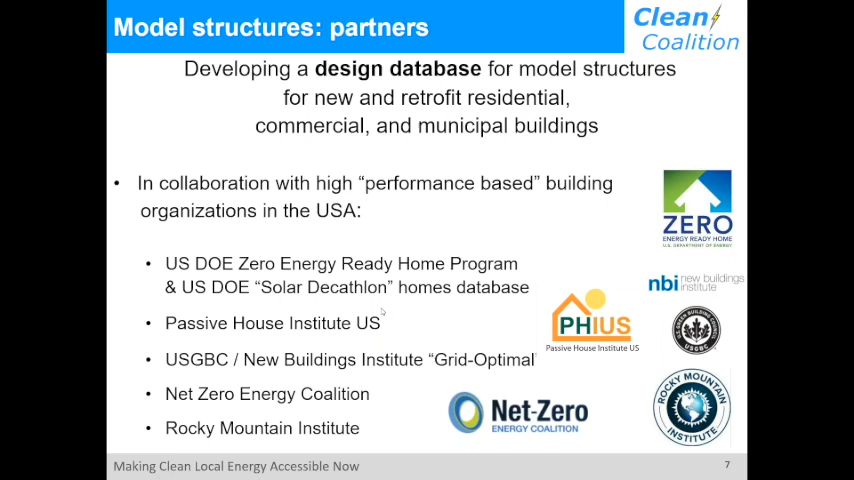 Model structures: partners
Clean
Coalition
Developing a design database for model structures
for new and retrofit residential,
commercial, and municipal buildings
• In collaboration with high “performance based” building
organizations in the USA:
• US DOE Zero Energy Ready Home Program
& US DOE “Solar Decathlon” homes database
• Passive House Institute US
• USGBC / New Buildings Institute “Grid-Optimal”
• Net Zero Energy Coalition
• Rocky Mountain Institute
ZERO
ENERGY READY HOME
U.S. DEPARTMENT OF ENERGY
nbi new buildings
institute
PHIUS
Passive House Institute US
U.S. GREEN BUILDING COUNCIL
USGBC
Net-Zero
ENERGY COALITION
ROCKY MOUNTAIN
INSTITUTE
Making Clean Local Energy Accessible Now
7